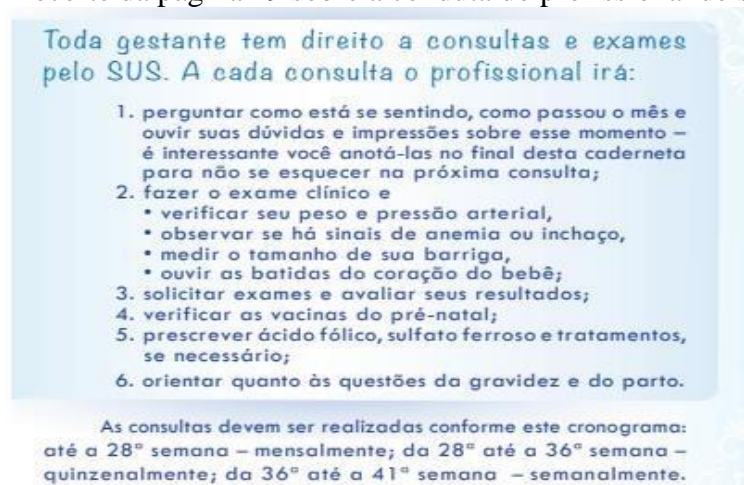 Toda gestante tem direito a consultas e exames
pelo SUS. A cada consulta o profissional irá:
1. perguntar como está se sentindo, como passou o mês e
ouvir suas dúvidas e impressões sobre esse momento –
é interessante você anotá-las no final desta caderneta
para não se esquecer na próxima consulta;
2. fazer o exame clínico e
• verificar seu peso e pressão arterial,
• observar se há sinais de anemia ou inchaço,
• medir o tamanho de sua barriga,
• ouvir as batidas do coração do bebê;
3. solicitar exames e avaliar seus resultados;
4. verificar as vacinas do pré-natal;
5. prescrever ácido fólico, sulfato ferroso e tratamentos,
se necessário;
6. orientar quanto às questões da gravidez e do parto.
As consultas devem ser realizadas conforme este cronograma:
até a 28ª semana – mensalmente; da 28ª até a 36ª semana –
quinzenalmente; da 36ª até a 41ª semana – semanalmente.